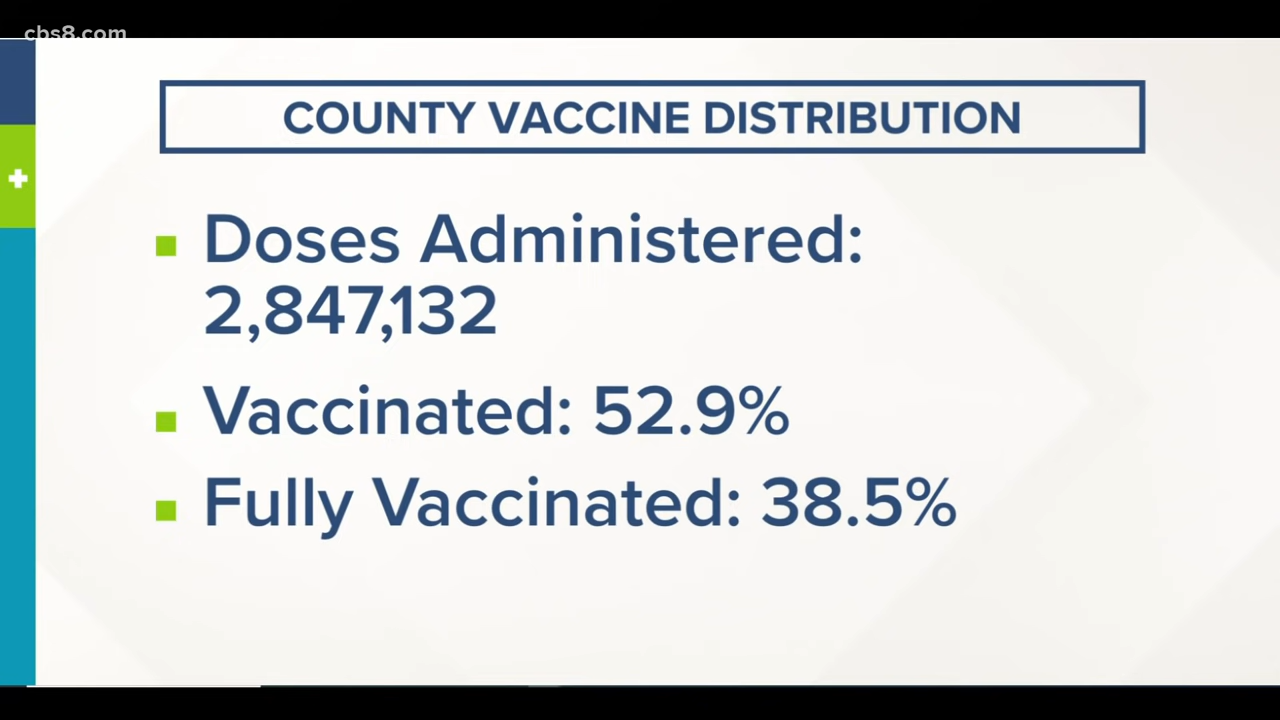 cbs8.com
COUNTY VACCINE DISTRIBUTION
Doses Administered:
2,847,132
Vaccinated: 52.9%
Fully Vaccinated: 38.5%